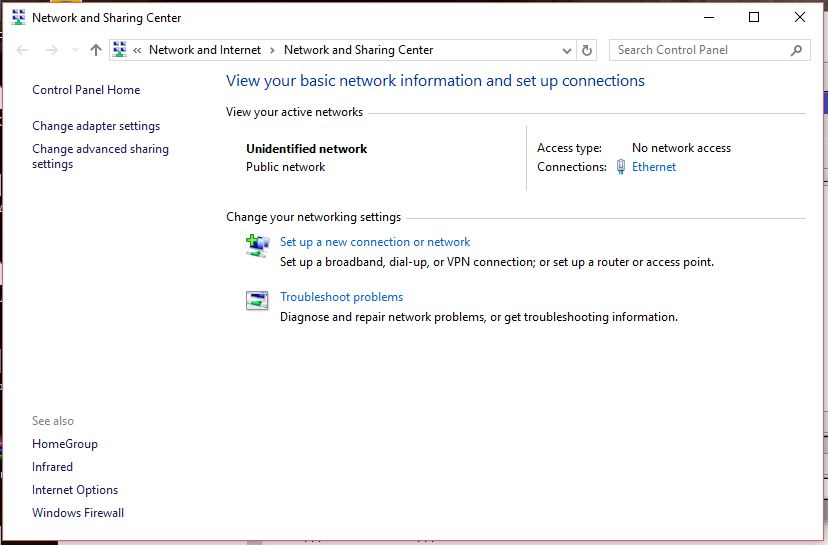 Network and Sharing Center
« Network and Internet › Network and Sharing Center
Search Control Panel
Control Panel Home
Change adapter settings
Change advanced sharing
settings
View your basic network information and set up connections
View your active networks
Unidentified network
Public network
Access type: No network access
Connections: Ethernet
Change your networking settings
Set up a new connection or network
Set up a broadband, dial-up, or VPN connection; or set up a router or access point.
Troubleshoot problems
Diagnose and repair network problems, or get troubleshooting information.
See also
HomeGroup
Infrared
Internet Options
Windows Firewall